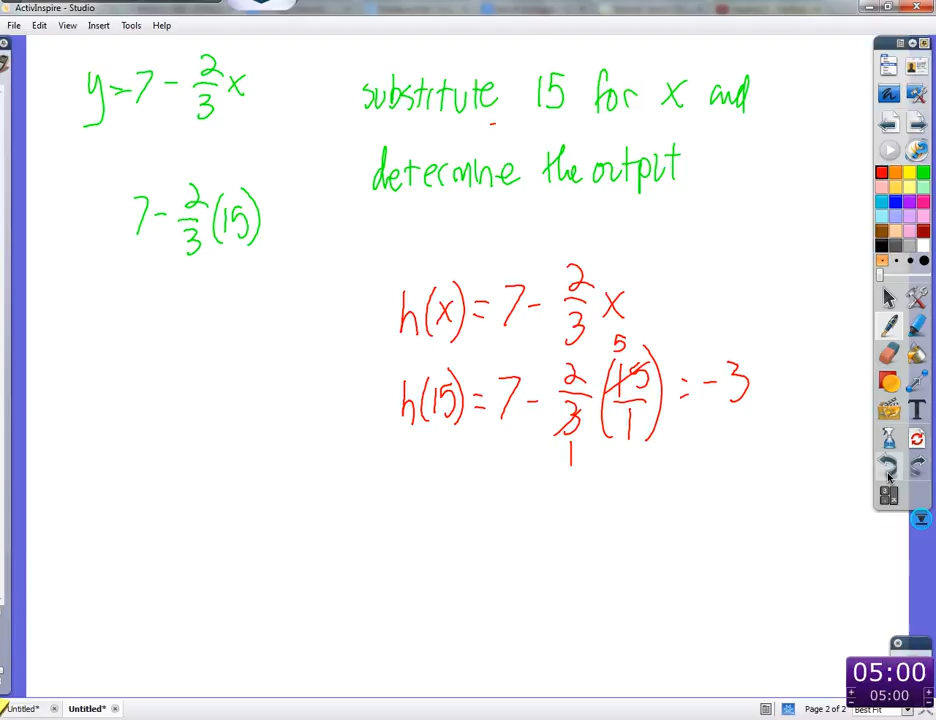 ActivInspire - Studio
File Edit View Insert Tools Help
y = 7 - 2/3 x
substitute 15 for x and
determine the output
7 - 2/3 (15)
h(x) = 7 - 2/3 x
5
h(15) = 7 - 2/3 (15/1) = -3
1
05:00
05:00
Untitled* Untitled* Page 2 of 2 Best Fit